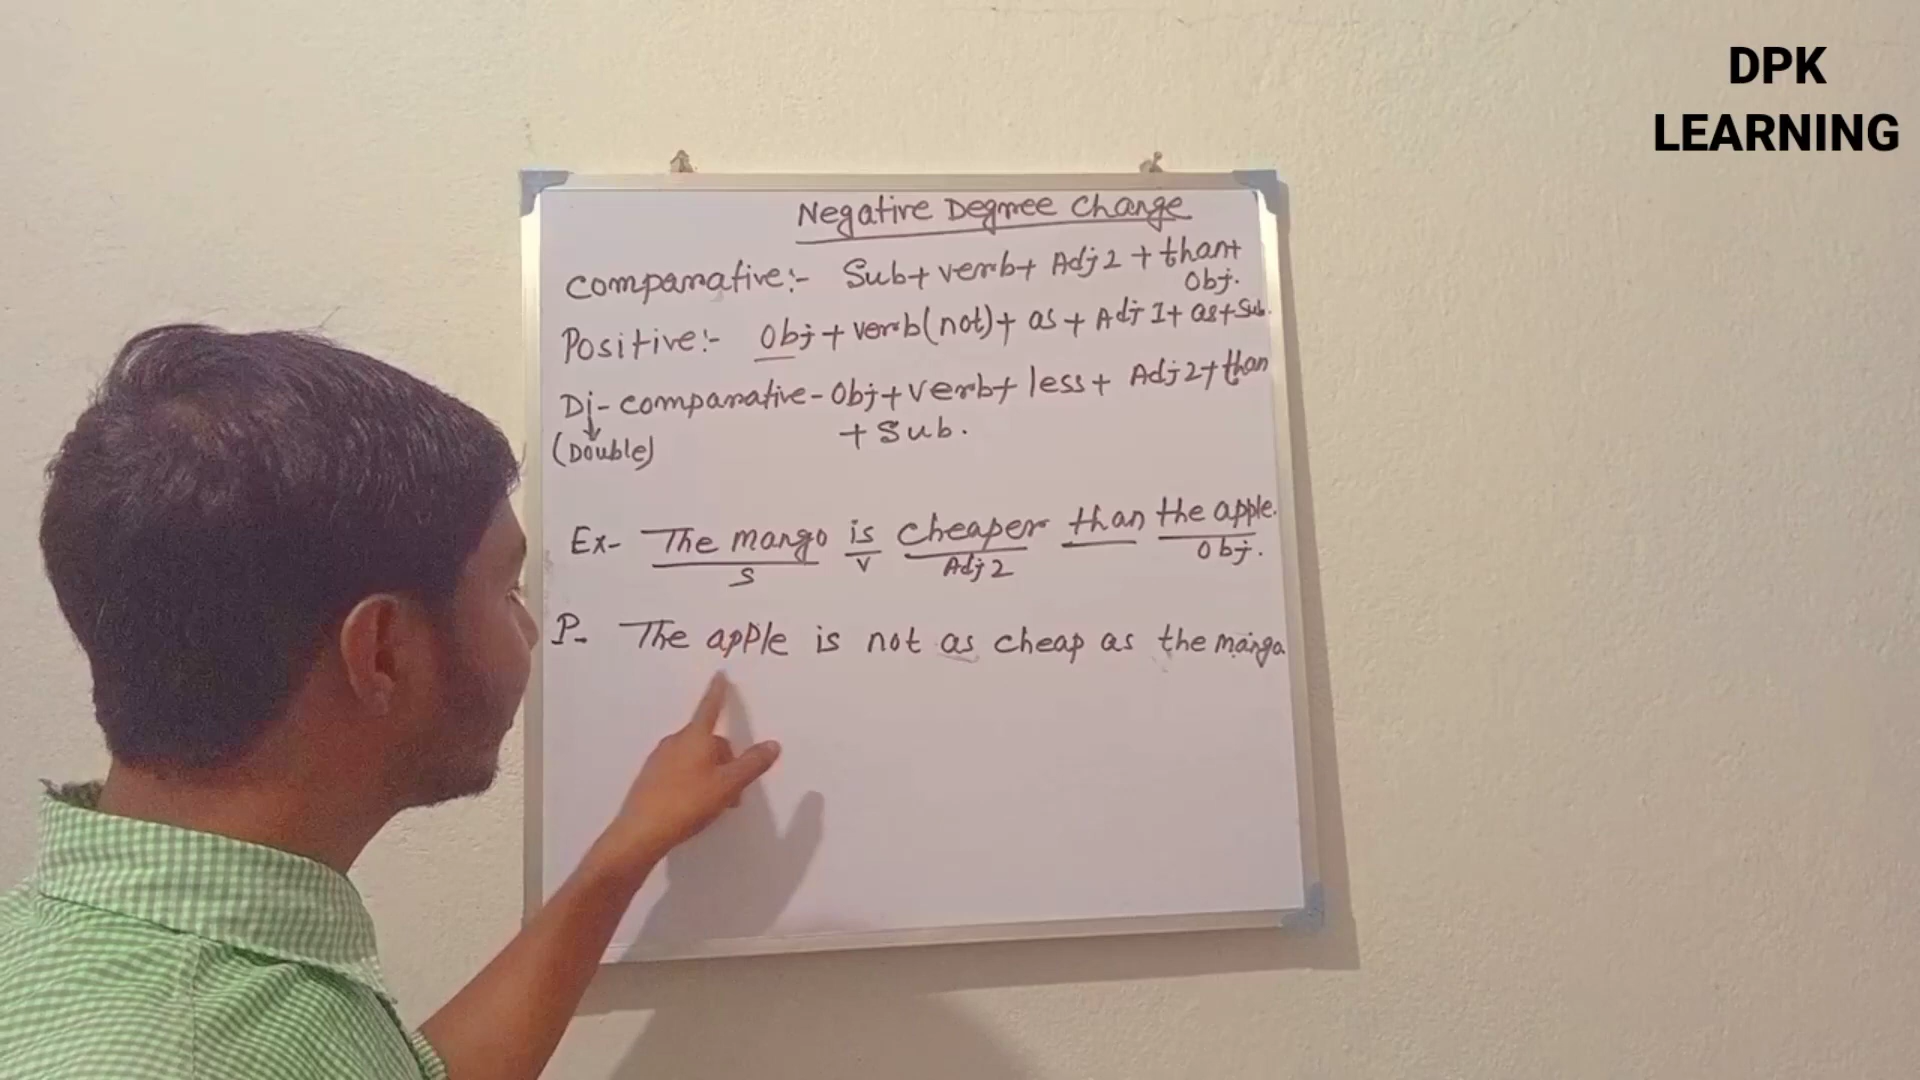 DPK
LEARNING
Negative Degree Change
Comparative:- Sub+ verb+ Adj 2 + than+
Obj.
Positive:- Obj + verb(not)+ as + Adj 1+ as+Sub.
Di-comparative-Obj+verb+ less+ Adj2+than
+ Sub.
(Double)
Ex- The mango is cheaper than the apple.
S V Adj 2 Obj.
P- The apple is not as cheap as the mango